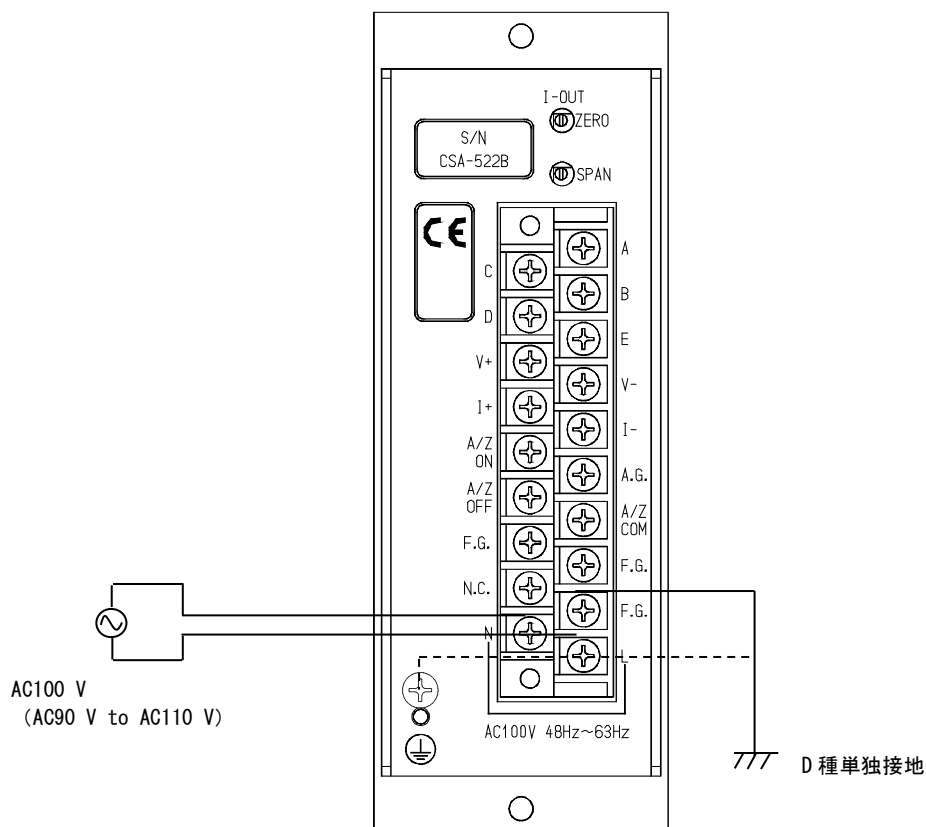 I-OUT
ZERO
S/N
CSA-522B
SPAN
CE
A
C
B
D
E
V+
V-
I+
I-
A/Z
ON
A.G.
A/Z
OFF
A/Z
COM
F.G.
F.G.
N.C.
F.G.
N
L
AC100 V
(AC90 V to AC110 V)
AC100V 48Hz~63Hz
D種単独接地